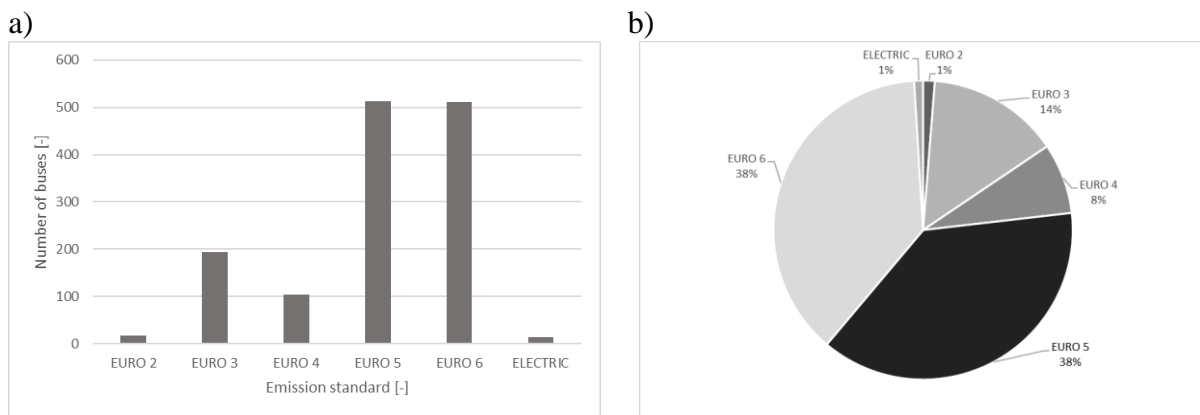 a)
600
500
400
300
200
100
0
Number of buses [-]
EURO 2 EURO 3 EURO 4 EURO 5 EURO 6 ELECTRIC
Emission standard [-]
b)
ELECTRIC
1%
EURO 2
1%
EURO 3
14%
EURO 4
8%
EURO 5
38%
EURO 6
38%